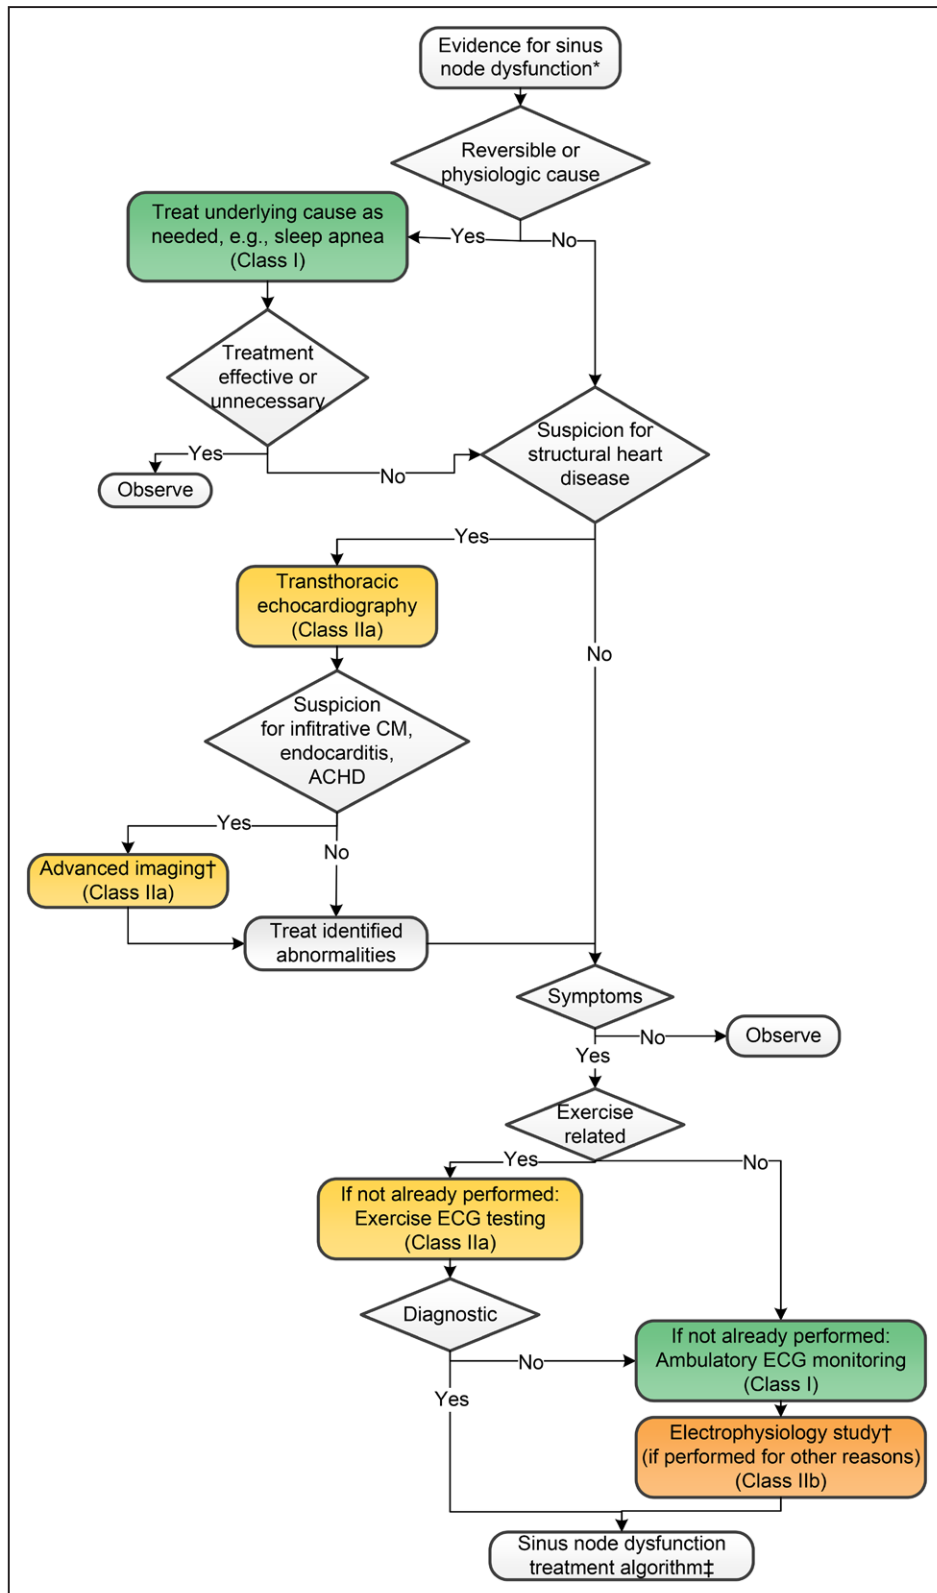 Evidence for sinus
node dysfunction*
Reversible or
physiologic cause
Yes
No
Treat underlying cause as
needed, e.g., sleep apnea
(Class I)
Treatment
effective or
unnecessary
Yes
No
Observe
Suspicion for
structural heart
disease
Yes
No
Transthoracic
echocardiography
(Class IIa)
Suspicion
for infitrative CM,
endocarditis,
ACHD
Yes
No
Advanced imaging†
(Class IIa)
Treat identified
abnormalities
Symptoms
No
Observe
Yes
Exercise
related
Yes
No
If not already performed:
Exercise ECG testing
(Class IIa)
Diagnostic
No
Yes
If not already performed:
Ambulatory ECG monitoring
(Class I)
Electrophysiology study†
(if performed for other reasons)
(Class IIb)
Sinus node dysfunction
treatment algorithm‡